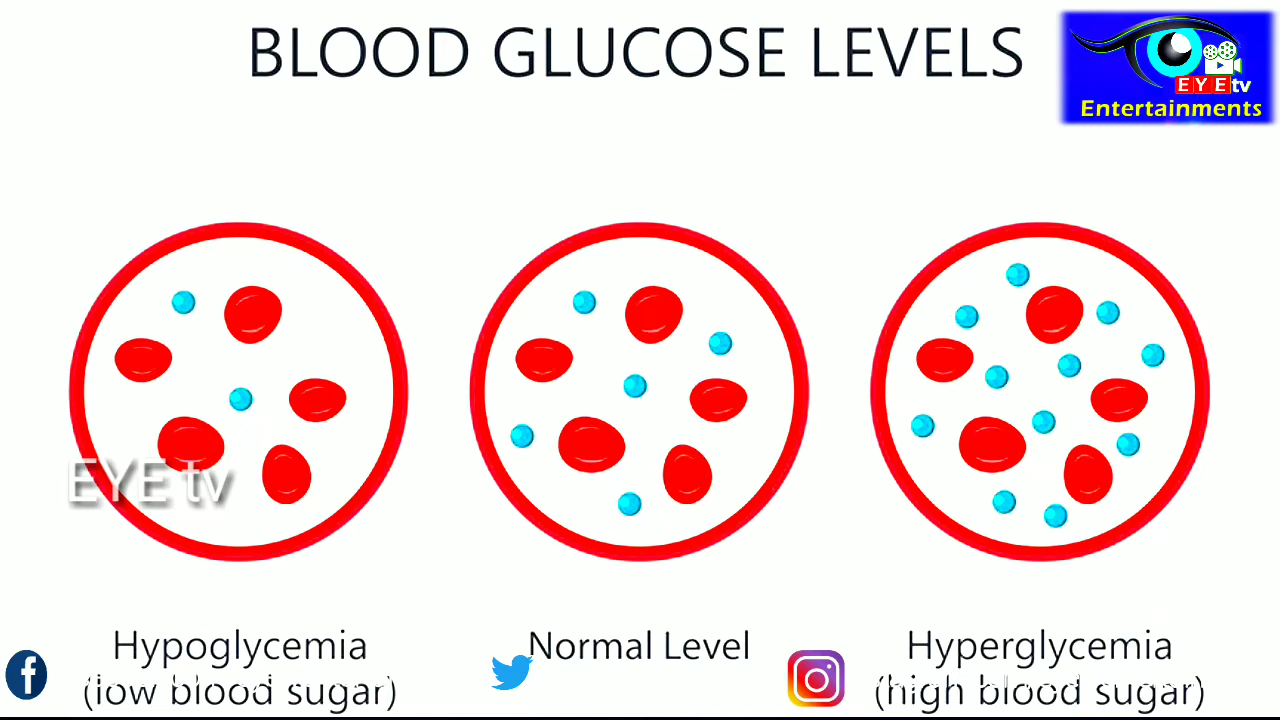 BLOOD GLUCOSE LEVELS
EYE tv
Entertainments
EYE tv
Hypoglycemia
(low blood sugar)
Normal Level
Hyperglycemia
(high blood sugar)